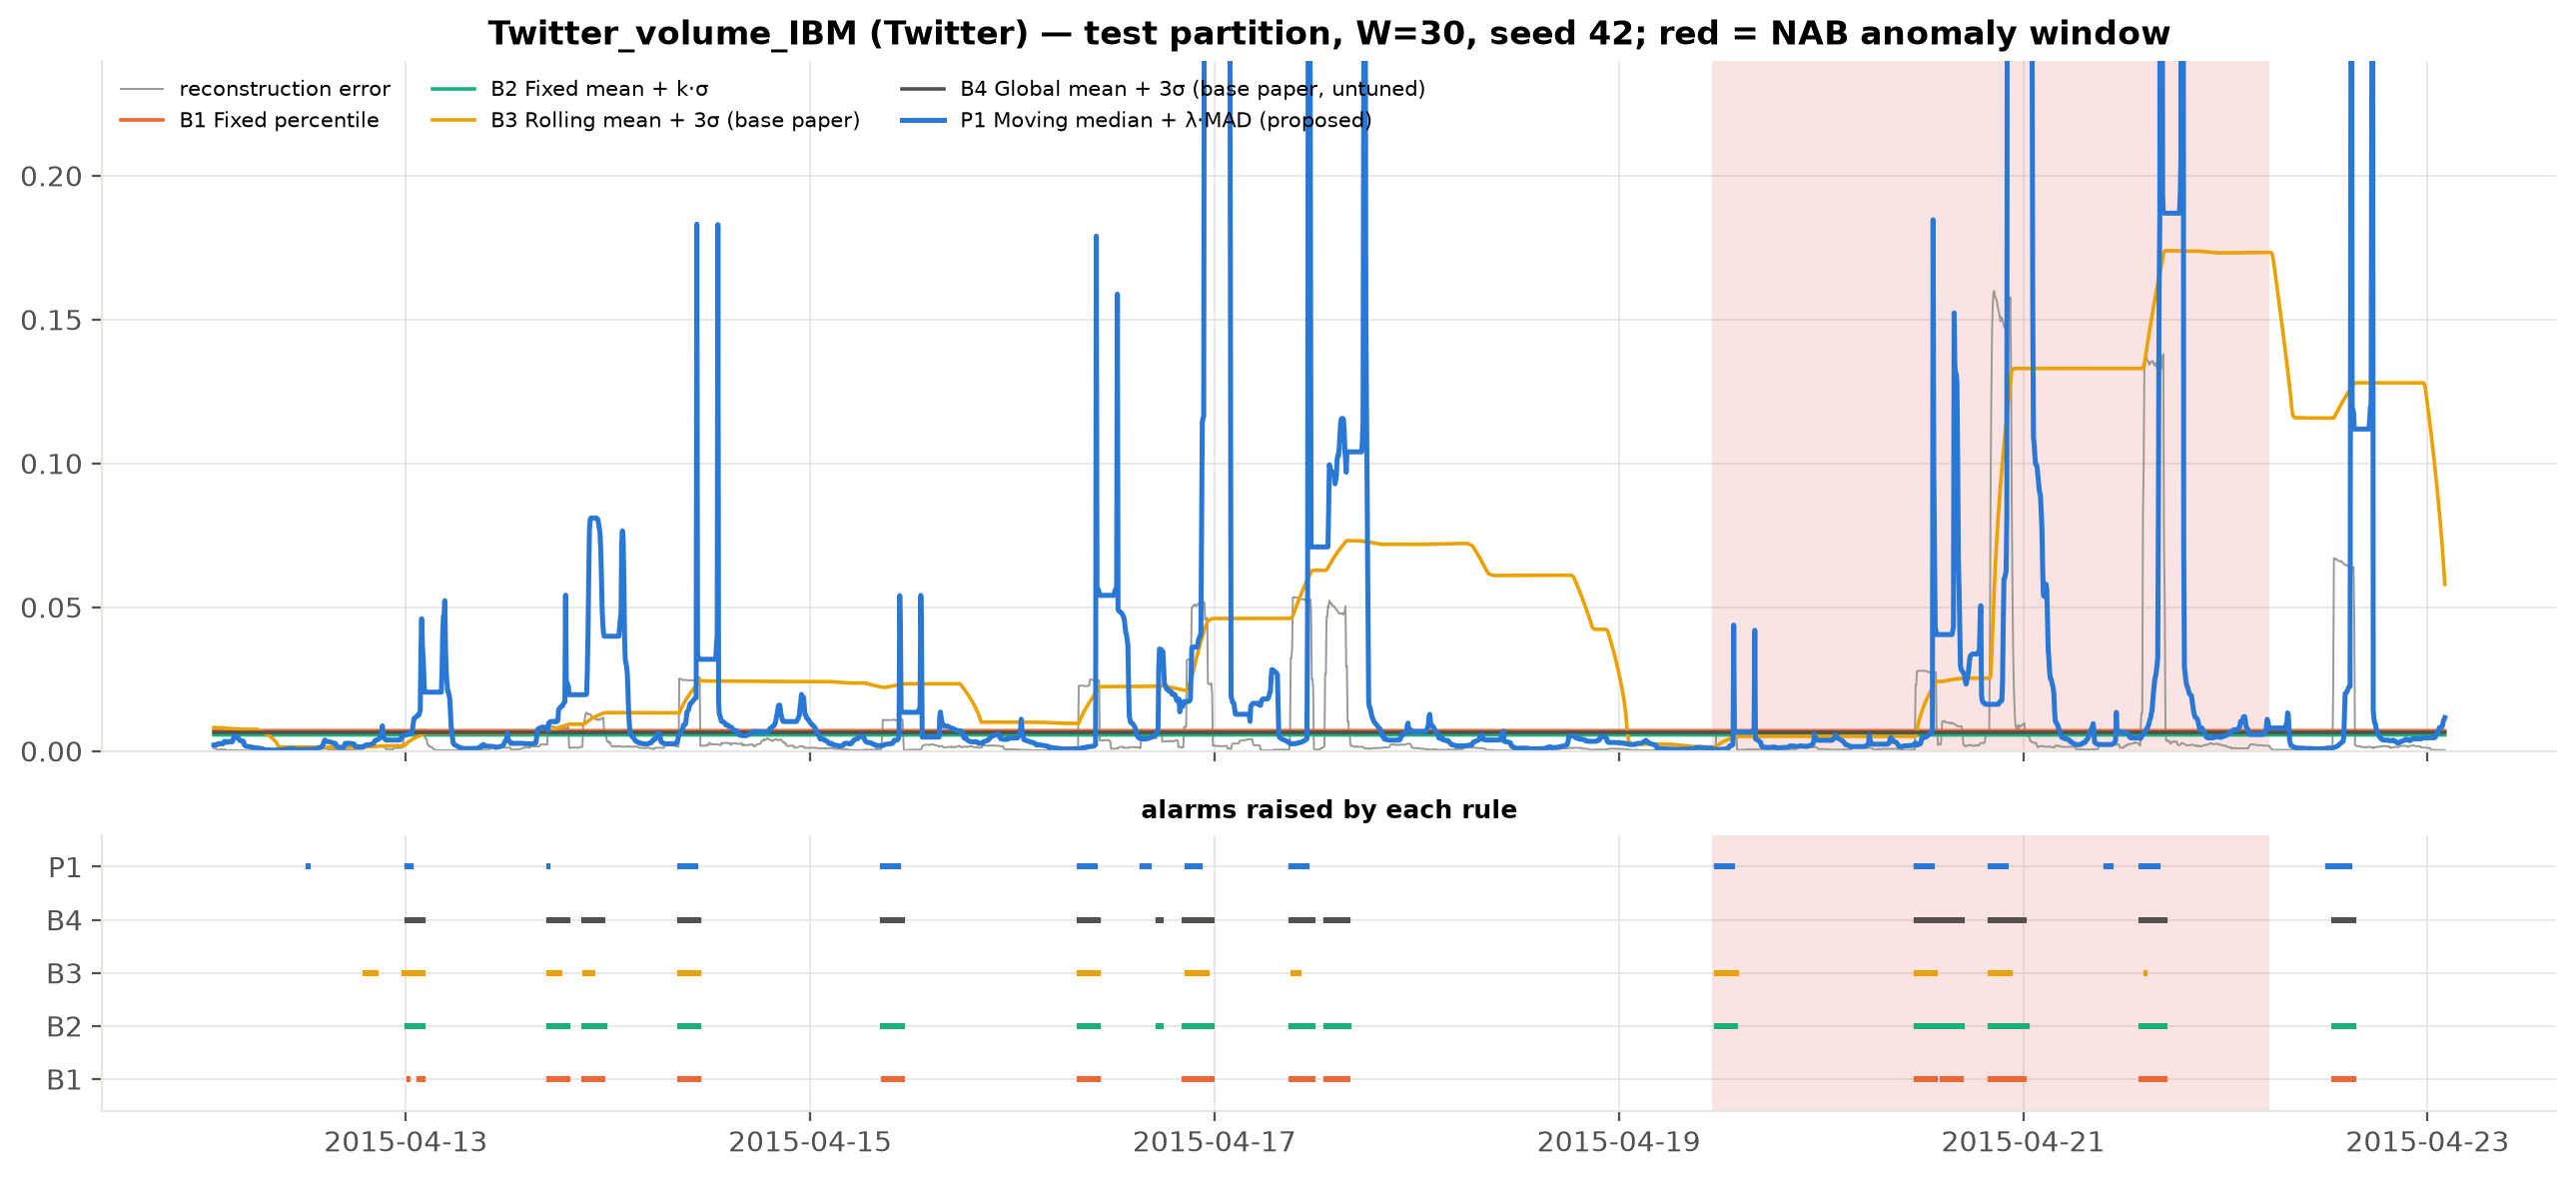 Twitter_volume_IBM (Twitter) — test partition, W=30, seed 42; red = NAB anomaly window
reconstruction error
B1 Fixed percentile
B2 Fixed mean + k·σ
B3 Rolling mean + 3σ (base paper)
B4 Global mean + 3σ (base paper, untuned)
P1 Moving median + λ·MAD (proposed)
0.20
0.15
0.10
0.05
0.00
alarms raised by each rule
P1
B4
B3
B2
B1
2015-04-13 2015-04-15 2015-04-17 2015-04-19 2015-04-21 2015-04-23